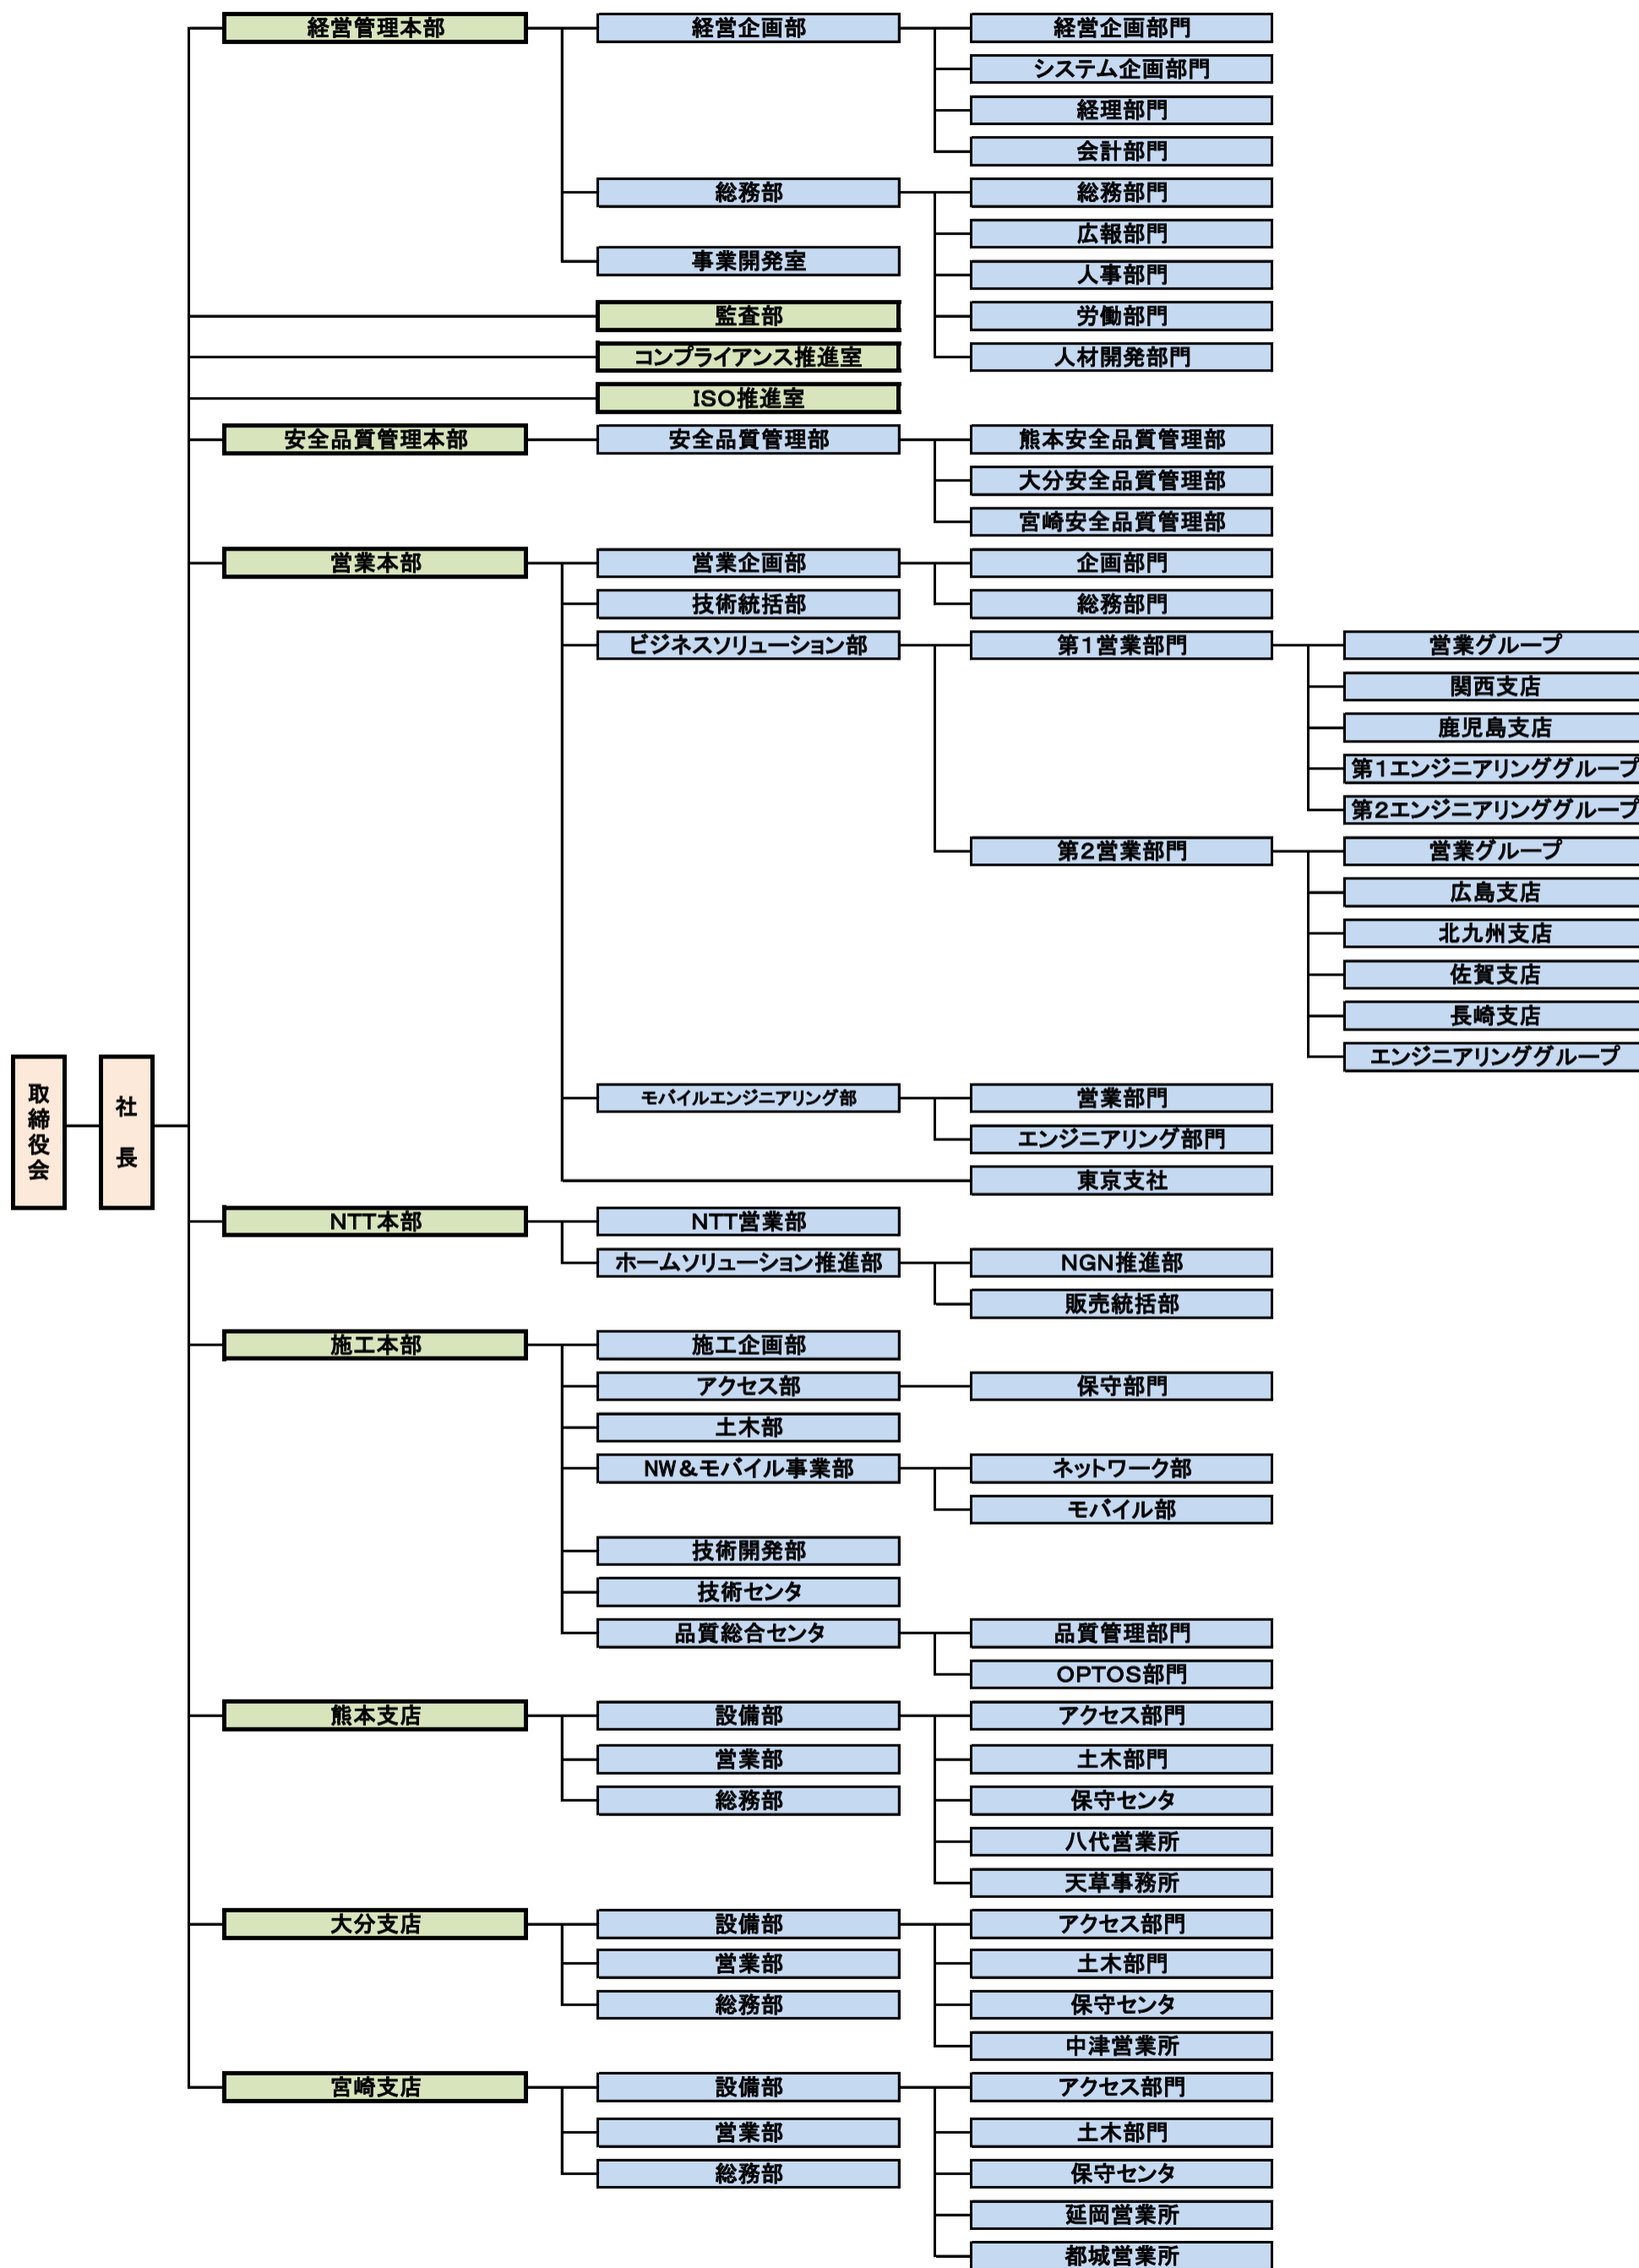 経営管理本部 経営企画部 経営企画部門
システム企画部門
経理部門
会計部門
総務部 総務部門
広報部門
事業開発室
人事部門
監査部 労働部門
コンプライアンス推進室 人材開発部門
ISO推進室
安全品質管理本部 安全品質管理部 熊本安全品質管理部
大分安全品質管理部
宮崎安全品質管理部
営業本部 営業企画部 企画部門
技術統括部 総務部門
ビジネスソリューション部 第1営業部門 営業グループ
関西支店
鹿児島支店
第1エンジニアリンググループ
第2エンジニアリンググループ
第2営業部門 営業グループ
広島支店
北九州支店
佐賀支店
長崎支店
エンジニアリンググループ
取締役会
社長
モバイルエンジニアリング部 営業部門
エンジニアリング部門
東京支社
NTT本部 NTT営業部
ホームソリューション推進部 NGN推進部
販売統括部
施工本部 施工企画部
アクセス部 保守部門
土木部
NW&モバイル事業部 ネットワーク部
モバイル部
技術開発部
技術センタ
品質総合センタ 品質管理部門
OPTOS部門
熊本支店 設備部 アクセス部門
営業部 土木部門
総務部 保守センタ
八代営業所
天草事務所
大分支店 設備部 アクセス部門
営業部 土木部門
総務部 保守センタ
中津営業所
宮崎支店 設備部 アクセス部門
営業部 土木部門
総務部 保守センタ
延岡営業所
都城営業所